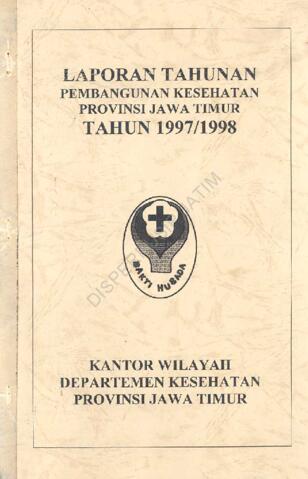 LAPORAN TAHUNAN
PEMBANGUNAN KESEHATAN
PROVINSI JAWA TIMUR
TAHUN 1997/1998
BAKTI HUSADA
KANTOR WILAYAH
DEPARTEMEN KESEHATAN
PROVINSI JAWA TIMUR